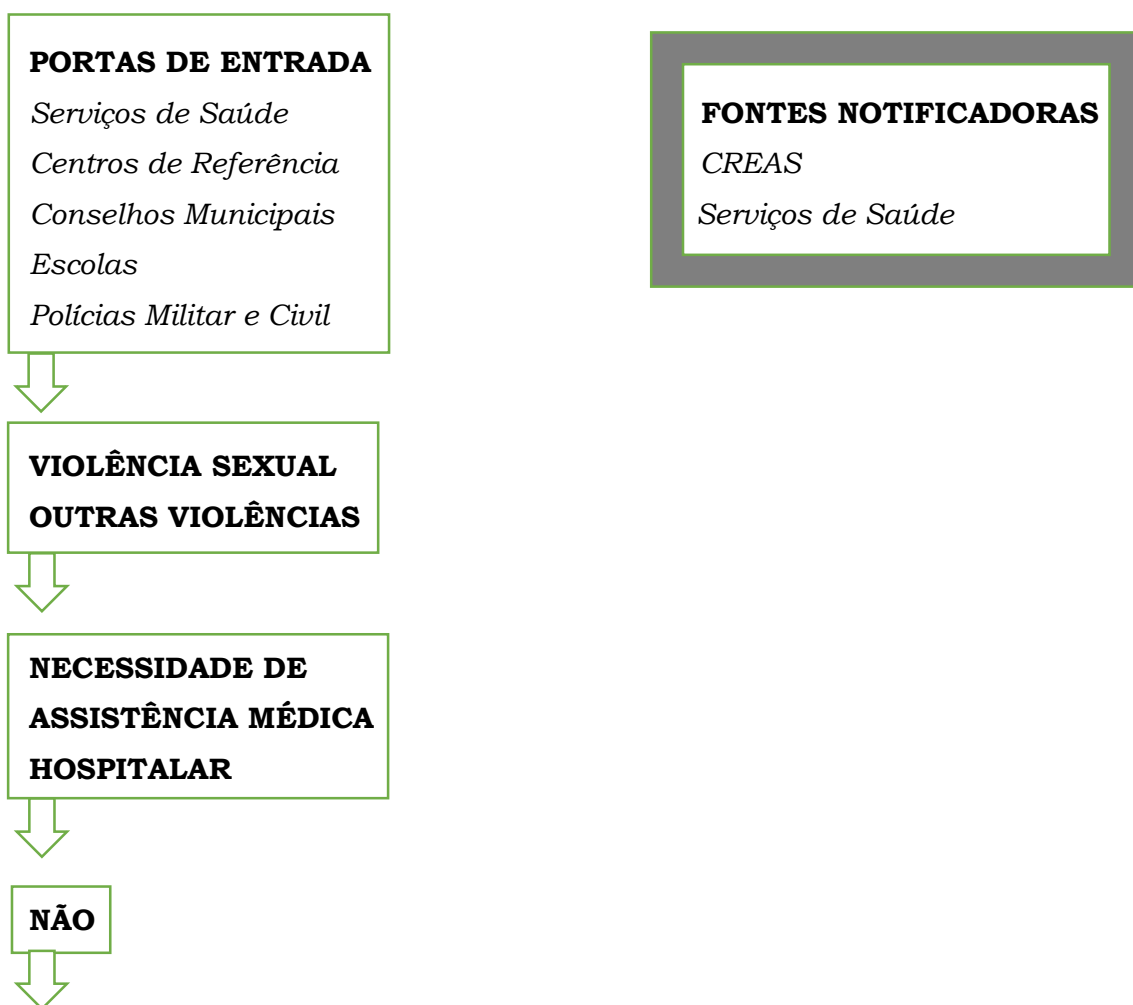 PORTAS DE ENTRADA
Serviços de Saúde
Centros de Referência
Conselhos Municipais
Escolas
Polícias Militar e Civil
FONTES NOTIFICADORAS
CREAS
Serviços de Saúde
VIOLÊNCIA SEXUAL
OUTRAS VIOLÊNCIAS
NECESSIDADE DE
ASSISTÊNCIA MÉDICA
HOSPITALAR
NÃO